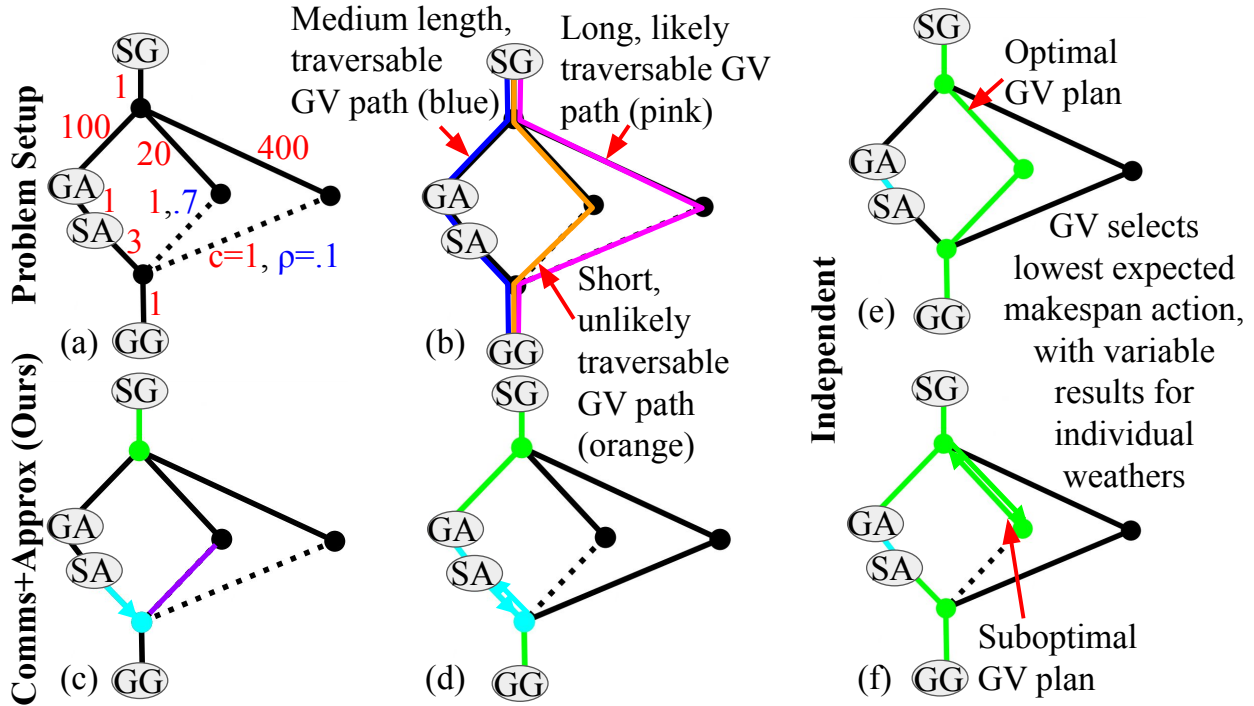 Problem Setup
SG
1
100
20
400
GA
1
1,.7
SA
3
c=1, ρ=.1
1
(a)
GG
Medium length,
traversable
GV path (blue)
SG
Long, likely
traversable GV
path (pink)
GA
SA
Short,
unlikely
traversable
GV path
(orange)
(b)
GG
Independent
SG
Optimal
GV plan
GA
SA
(e)
GG
GV selects
lowest expected
makespan action,
with variable
results for
individual
weathers
Comms+Approx (Ours)
SG
GA
SA
(c)
GG
SG
GA
SA
(d)
GG
SG
GA
SA
Suboptimal
GV plan
(f)
GG